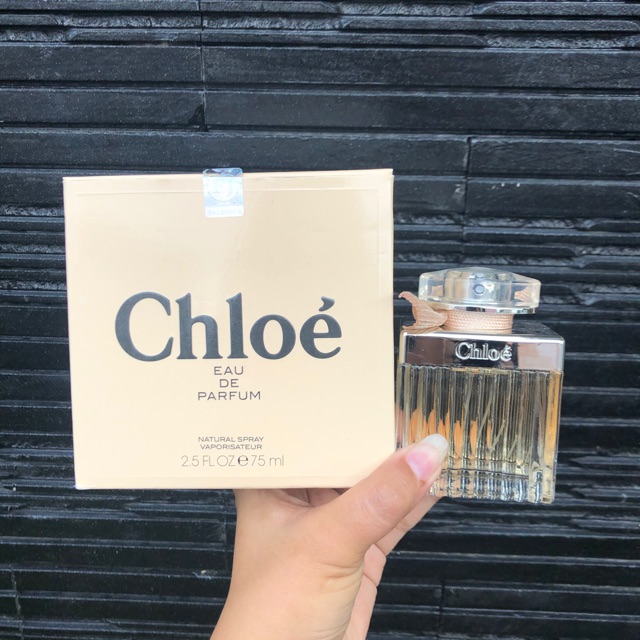 Chloé
EAU
DE
PARFUM
NATURAL SPRAY
VAPORISATEUR
2.5 FL OZ e 75 ml
Chloé